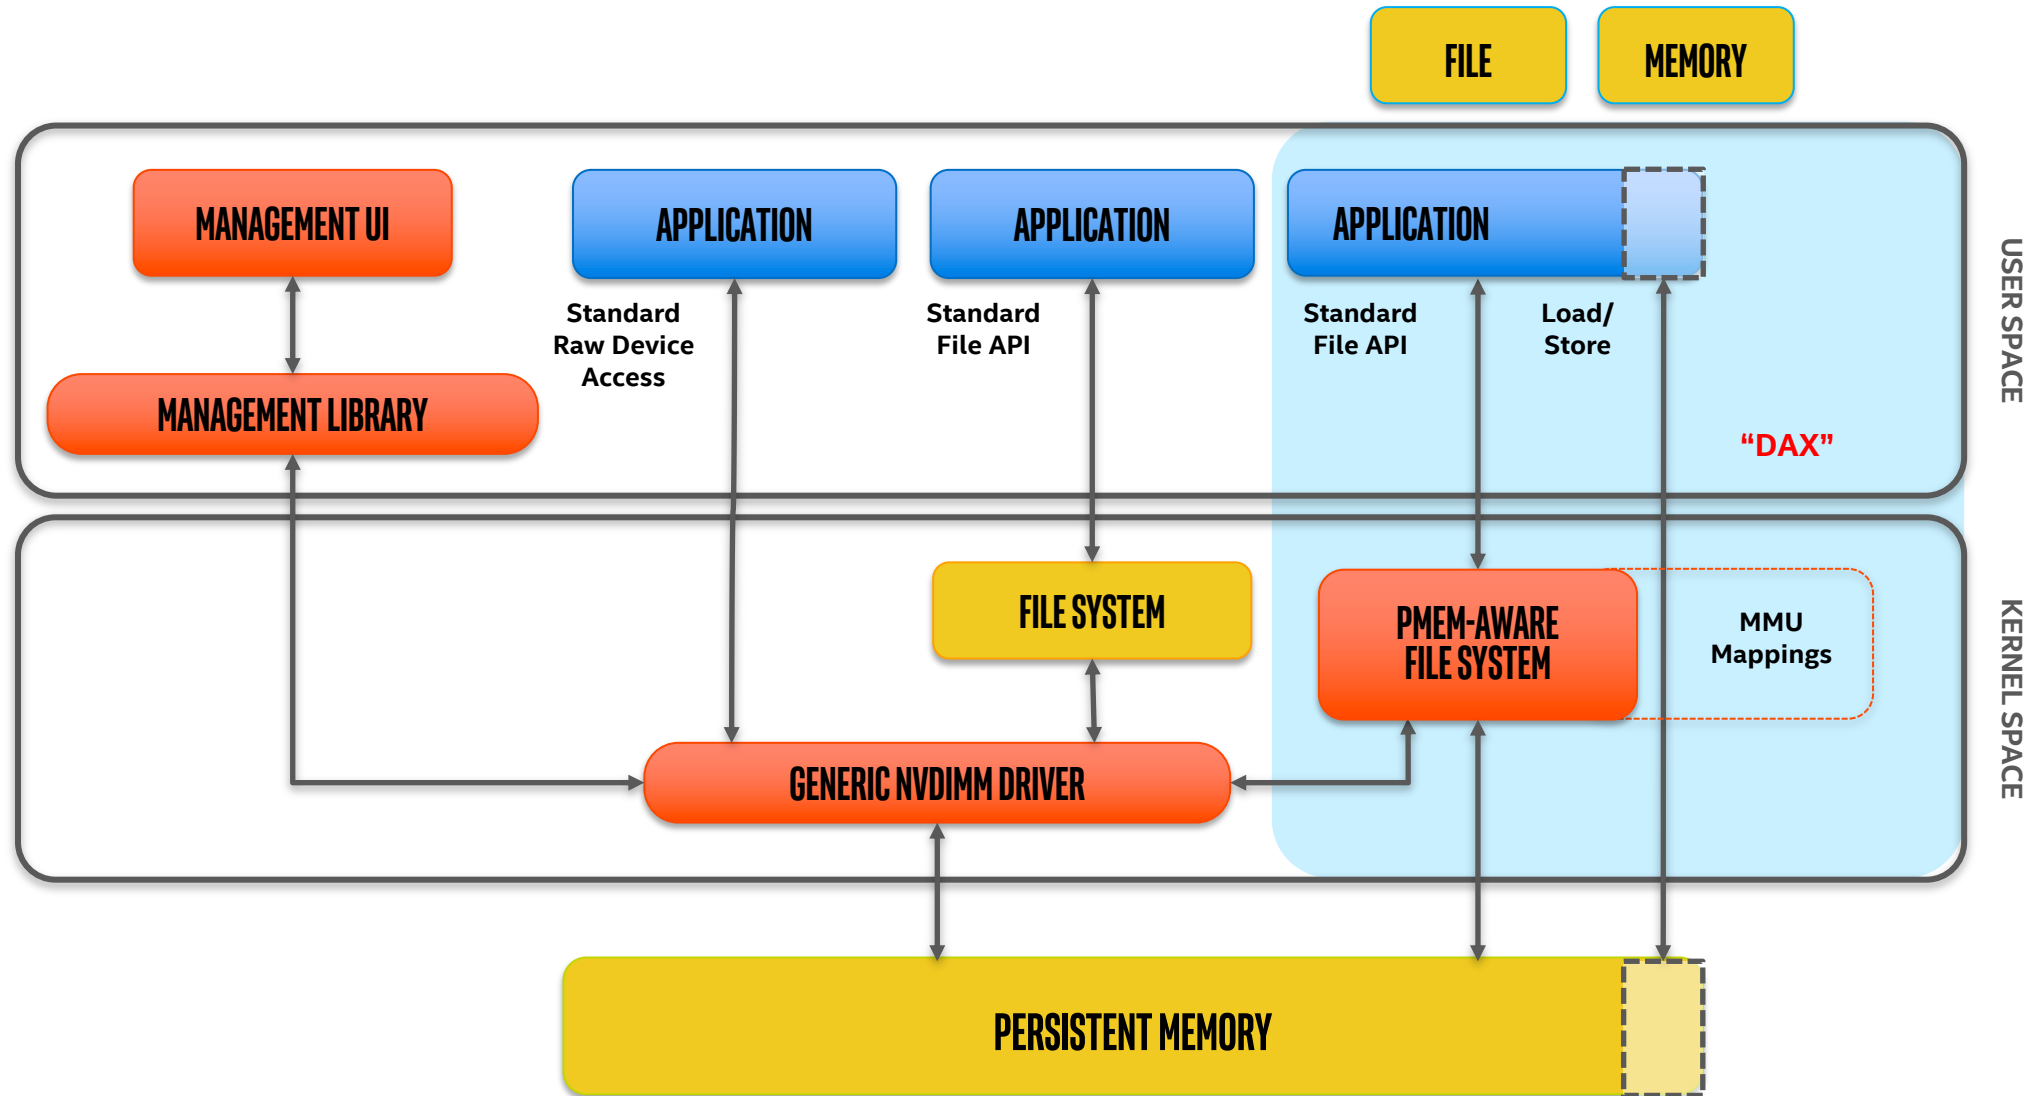 FILE
MEMORY
MANAGEMENT UI
APPLICATION
APPLICATION
APPLICATION
Standard
Raw Device
Access
Standard
File API
Standard
File API
Load/
Store
MANAGEMENT LIBRARY
“DAX”
USER SPACE
FILE SYSTEM
PMEM-AWARE
FILE SYSTEM
MMU
Mappings
GENERIC NVDIMM DRIVER
KERNEL SPACE
PERSISTENT MEMORY